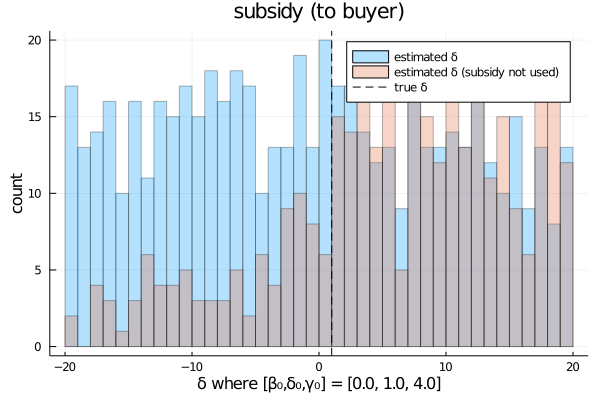 subsidy (to buyer)
estimated δ
estimated δ (subsidy not used)
true δ
20
15
10
5
0
count
−20
−10
0
10
20
δ where [β₀,δ₀,γ₀] = [0.0, 1.0, 4.0]